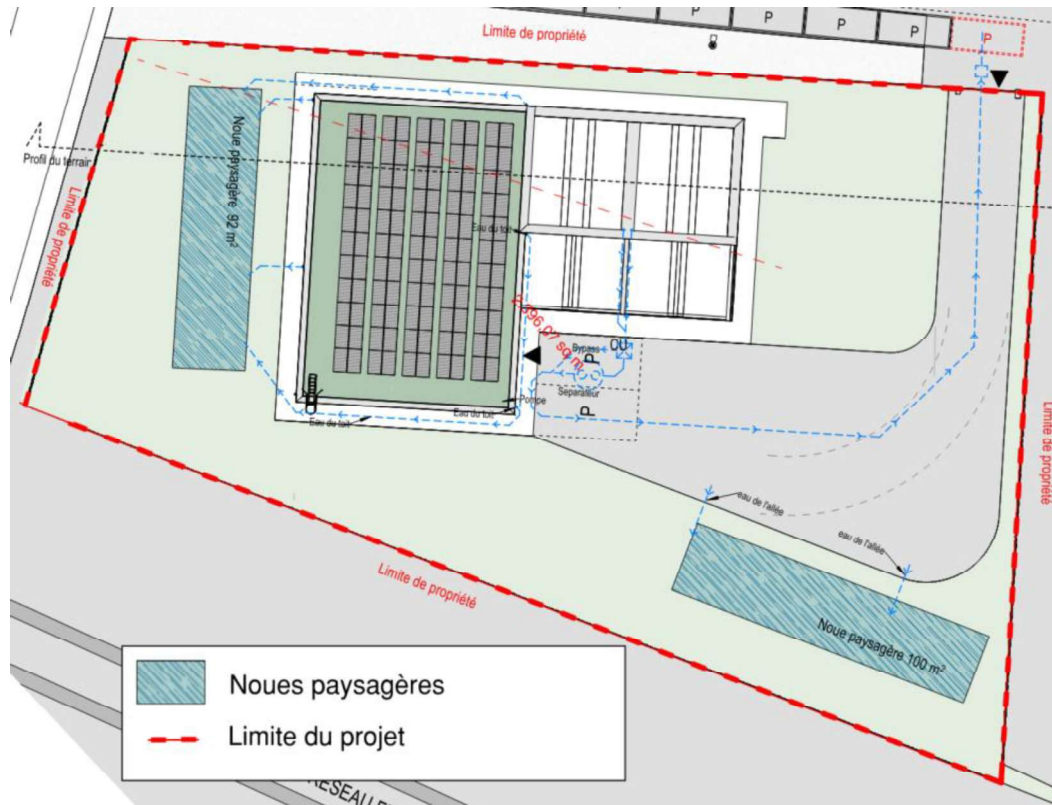 P
P
P
P
P
Limite de propriété
Profil du terrain
Limite de propriété
Noue paysagère 92 m²
Eau du toit
Bypass
OU
P
Separateur
P
Pompe
Eau du toit
Eau du toit
Limite de propriété
eau de l'allée
eau de l'allée
Limite de propriété
Noue paysagère 100 m²
Noues paysagères
Limite du projet